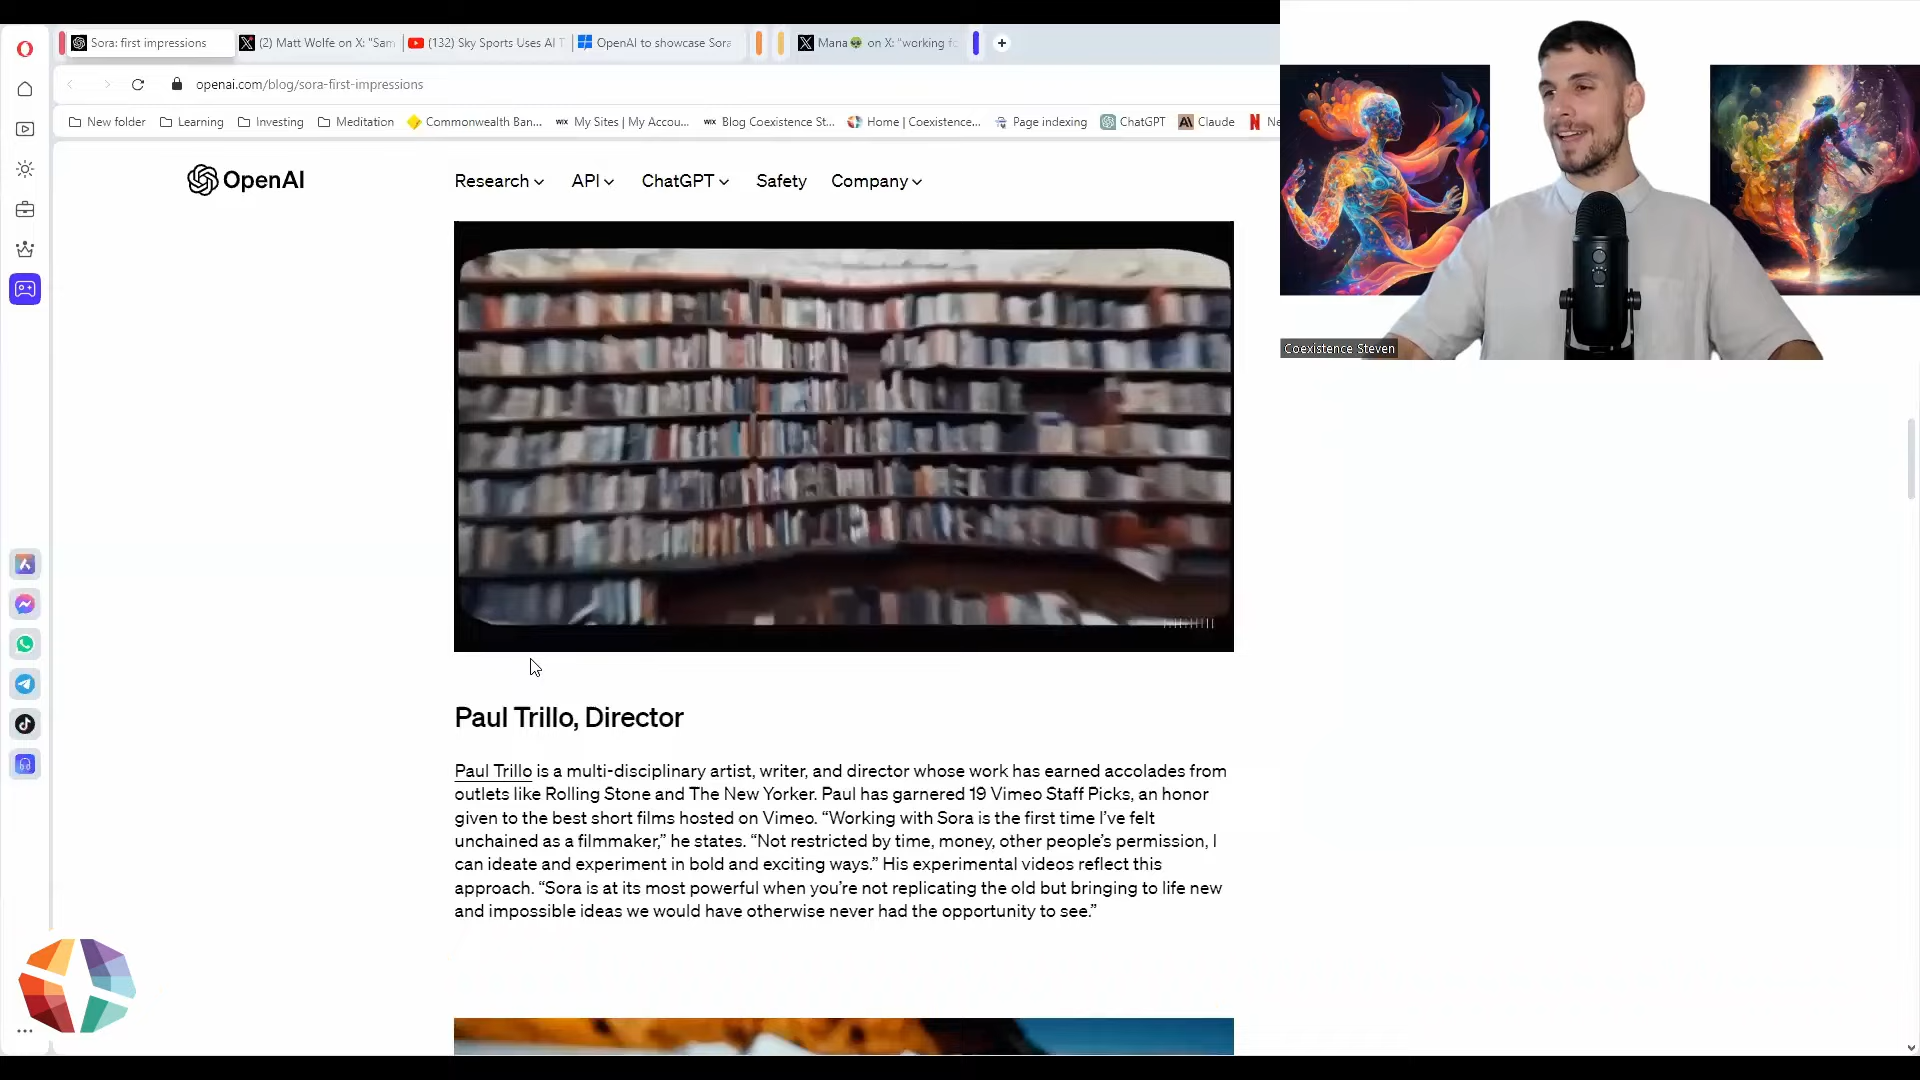 Sora: first impressions
(2) Matt Wolfe on X: "Sam
(132) Sky Sports Uses AI T
OpenAI to showcase Sora
Mana on X: "working fo
openai.com/blog/sora-first-impressions
New folder
Learning
Investing
Meditation
Commonwealth Ban...
WIX My Sites | My Accou...
WIX Blog Coexistence St...
Home | Coexistence...
Page indexing
ChatGPT
Claude
Ne
Coexistence Steven
OpenAI
Research
API
ChatGPT
Safety
Company
Paul Trillo, Director
Paul Trillo is a multi-disciplinary artist, writer, and director whose work has earned accolades from
outlets like Rolling Stone and The New Yorker. Paul has garnered 19 Vimeo Staff Picks, an honor
given to the best short films hosted on Vimeo. “Working with Sora is the first time I’ve felt
unchained as a filmmaker,” he states. “Not restricted by time, money, other people’s permission, I
can ideate and experiment in bold and exciting ways.” His experimental videos reflect this
approach. “Sora is at its most powerful when you’re not replicating the old but bringing to life new
and impossible ideas we would have otherwise never had the opportunity to see.”